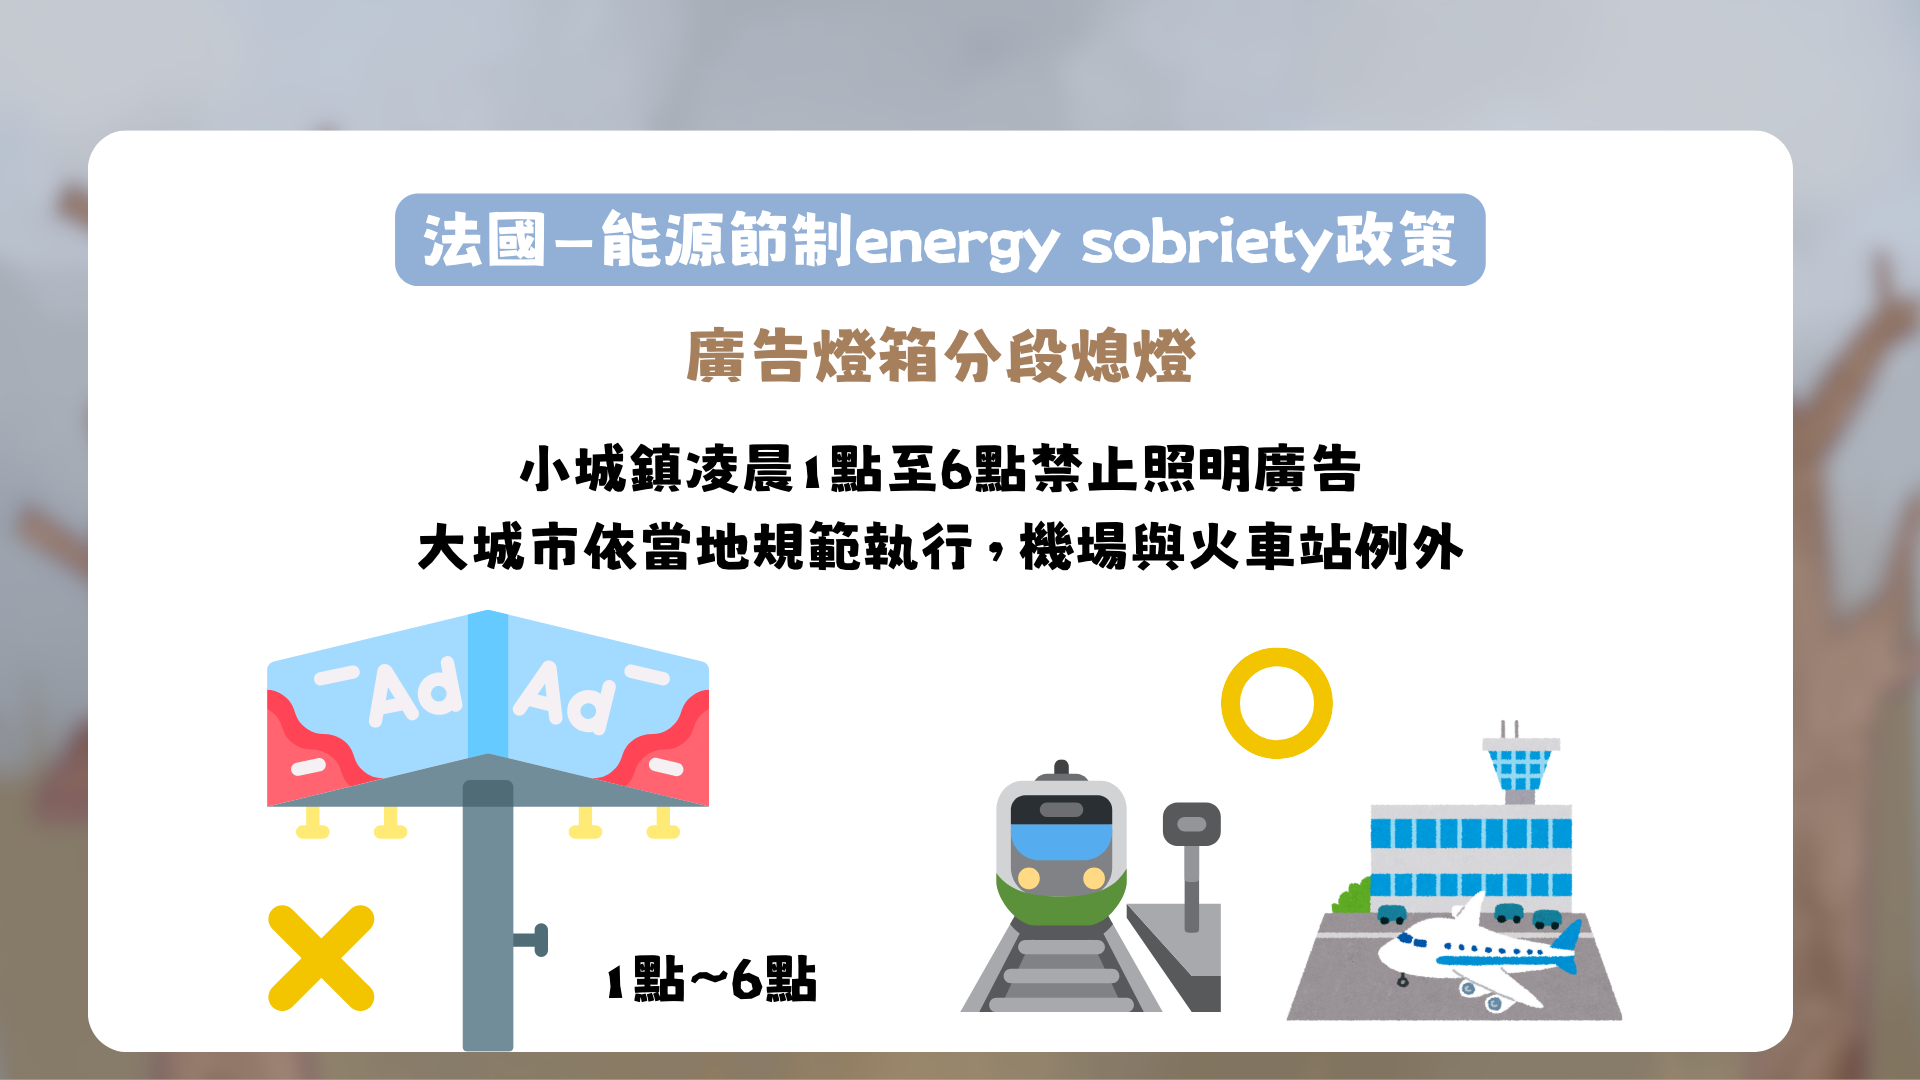 法國－能源節制energy sobriety政策
廣告燈箱分段熄燈
小城鎮凌晨1點至6點禁止照明廣告
大城市依當地規範執行，機場與火車站例外
Ad Ad
1點~6點